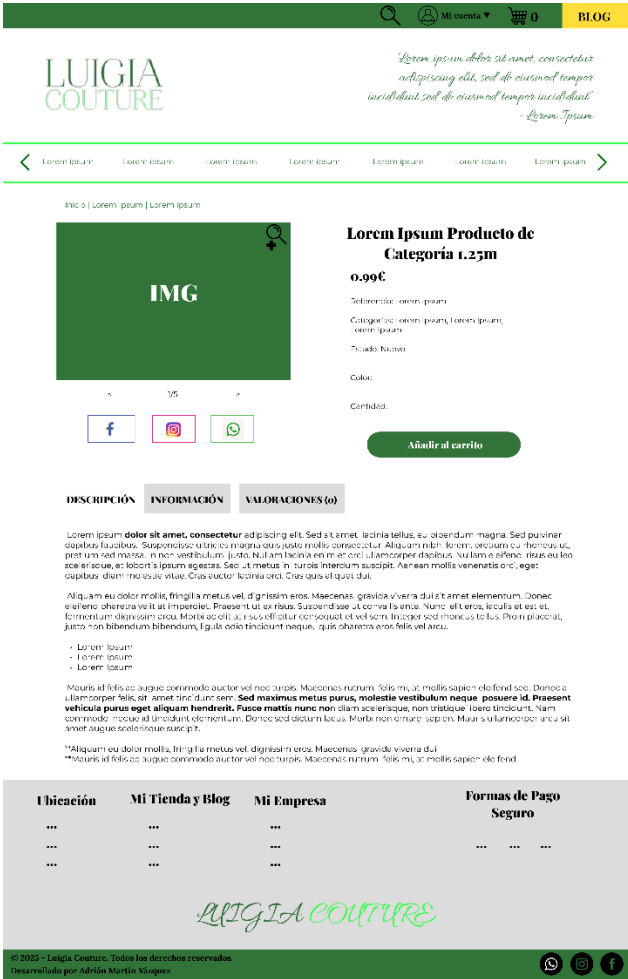 Mi cuenta ▼ 0 BLOG
LUIGIA
COUTURE
"Lorem ipsum dolor sit amet, consectetur
adipiscing elit, sed do eiusmod tempor
incididunt sed do eiusmod tempor incididunt"
- Lorem Ipsum
Lorem ipsum Lorem ipsum Lorem ipsum Lorem ipsum Lorem ipsum Lorem ipsum Lorem ipsum
Inicio | Lorem Ipsum | Lorem Ipsum
IMG
Lorem Ipsum Producto de
Categoría 1.25m
0.99€
Referencia: Lorem Ipsum
Categorías: Lorem Ipsum, Lorem Ipsum,
Lorem Ipsum
Estado: Nuevo
Color:
Cantidad:
< 1/5 >
Añadir al carrito
DESCRIPCIÓN INFORMACIÓN VALORACIONES (0)
Lorem ipsum dolor sit amet, consectetur adipiscing elit. Sed sit amet lacinia tellus, eu bibendum magna. Sed pulvinar
dapibus faucibus. Suspendisse ultricies magna quis justo mollis consectetur. Aliquam nibh lorem, pretium eu rhoncus ut,
pretium sed massa. In non vestibulum justo. Nullam lacinia enim et orci ullamcorper dapibus. Nullam eleifend risus eu leo
scelerisque, et lobortis ipsum egestas. Sed ut metus in turpis interdum suscipit. Aenean mollis venenatis orci, eget
dapibus diam molestie vitae. Cras auctor lacinia orci. Cras quis aliquet dui.
Aliquam eu dolor mollis, fringilla metus vel, dignissim eros. Maecenas gravida viverra dui sit amet elementum. Donec
eleifend pharetra velit at imperdiet. Praesent ut ex risus. Suspendisse ut convallis ante. Nunc elit eros, iaculis et est et,
fermentum dignissim arcu. Morbi ac elit at risus efficitur consequat et vel sem. Integer sed rhoncus tellus. Proin placerat,
justo non bibendum bibendum, ligula odio tincidunt neque, quis pharetra eros felis vel arcu.
• Lorem Ipsum
• Lorem Ipsum
• Lorem Ipsum
Mauris id felis ac augue commodo auctor vel nec turpis. Maecenas rutrum felis mi, at mollis sapien eleifend sed. Donec a
ullamcorper felis, sit amet tincidunt sem. Sed maximus metus purus, molestie vestibulum neque posuere id. Praesent
vehicula purus eget aliquam hendrerit. Fusce mattis nunc non diam scelerisque, non tristique libero tincidunt. Nam
commodo neque id tincidunt elementum. Donec sed dictum lacus. Morbi non ornare sapien. Mauris ullamcorper arcu sit
amet augue scelerisque suscipit.
**Aliquam eu dolor mollis, fringilla metus vel, dignissim eros. Maecenas gravida viverra dui
**Mauris id felis ac augue commodo auctor vel nec turpis. Maecenas rutrum felis mi, at mollis sapien eleifend
Ubicación Mi Tienda y Blog Mi Empresa Formas de Pago
Seguro
... ... ...
... ... ... ... ... ...
... ... ...
LUIGIA COUTURE
© 2025 - Luigia Couture. Todos los derechos reservados.
Desarrollado por Adrián Martín Vázquez